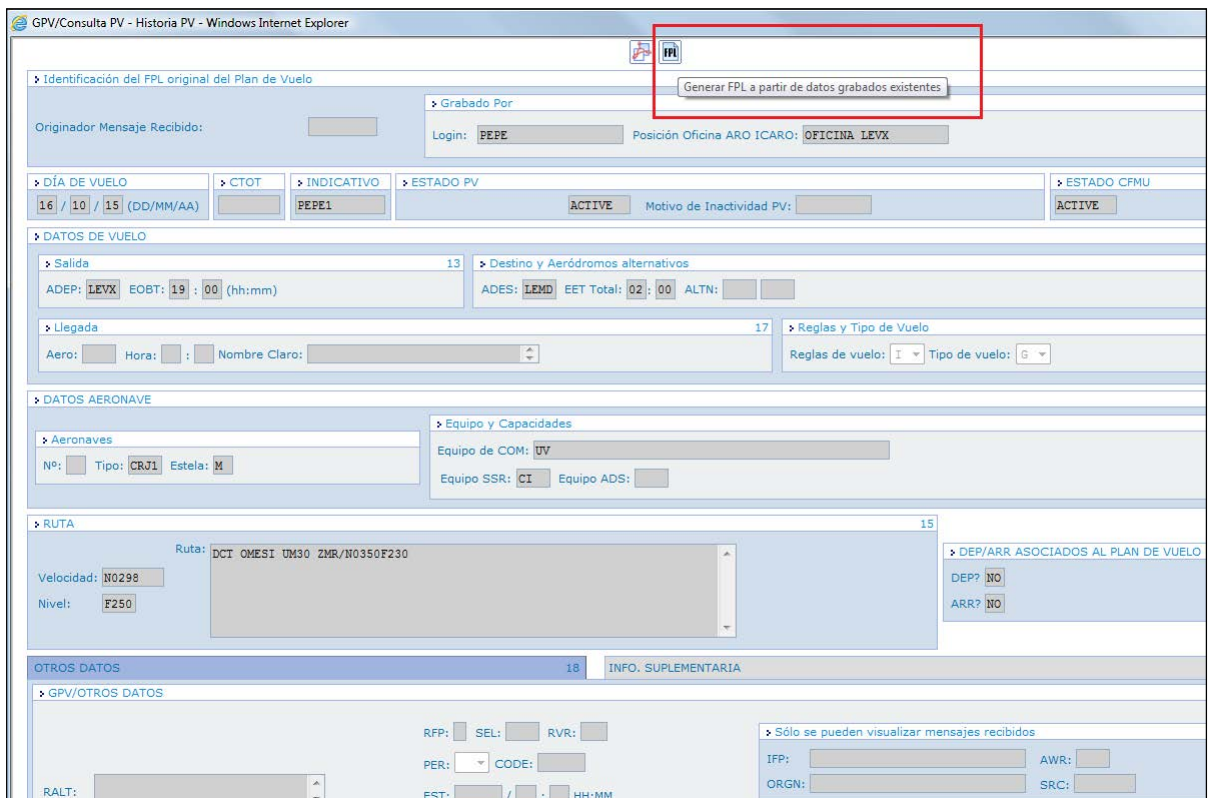 GPV/Consulta PV - Historia PV - Windows Internet Explorer
FPL
Generar FPL a partir de datos grabados existentes
Identificación del FPL original del Plan de Vuelo
Originador Mensaje Recibido:
Grabado Por
Login: PEPE Posición Oficina ARO ICARO: OFICINA LEVX
DÍA DE VUELO CTOT INDICATIVO ESTADO PV ESTADO CFMU
16 / 10 / 15 (DD/MM/AA) PEPE1 ACTIVE Motivo de Inactividad PV: ACTIVE
DATOS DE VUELO
Salida 13 Destino y Aeródromos alternativos
ADEP: LEVX EOBT: 19 : 00 (hh:mm) ADES: LEMD EET Total: 02 : 00 ALTN:
Llegada 17 Reglas y Tipo de Vuelo
Aero: Hora: : Nombre Claro: Reglas de vuelo: I Tipo de vuelo: G
DATOS AERONAVE
Aeronaves
Nº: Tipo: CRJ1 Estela: M
Equipo y Capacidades
Equipo de COM: UV
Equipo SSR: CI Equipo ADS:
RUTA 15
Ruta: DCT OMESI UM30 ZMR/N0350F230
Velocidad: N0298
Nivel: F250
DEP/ARR ASOCIADOS AL PLAN DE VUELO
DEP? NO
ARR? NO
OTROS DATOS 18 INFO. SUPLEMENTARIA
GPV/OTROS DATOS
RFP: SEL: RVR:
PER: CODE:
RALT: EST: / : HH:MM
Sólo se pueden visualizar mensajes recibidos
IFP: AWR:
ORGN: SRC: